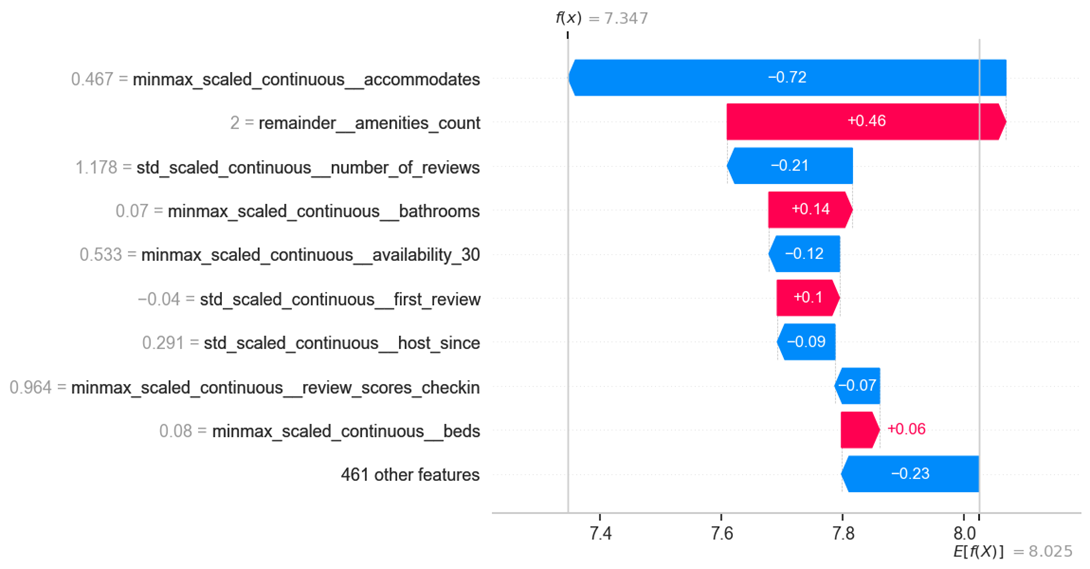 f(x) = 7.347
0.467 = minmax_scaled_continuous__accommodates
−0.72
2 = remainder__amenities_count
+0.46
1.178 = std_scaled_continuous__number_of_reviews
−0.21
0.07 = minmax_scaled_continuous__bathrooms
+0.14
0.533 = minmax_scaled_continuous__availability_30
−0.12
−0.04 = std_scaled_continuous__first_review
+0.1
0.291 = std_scaled_continuous__host_since
−0.09
0.964 = minmax_scaled_continuous__review_scores_checkin
−0.07
0.08 = minmax_scaled_continuous__beds
+0.06
461 other features
−0.23
7.4 7.6 7.8 8.0
E[f(X)] = 8.025